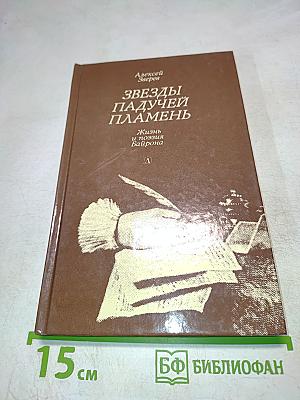 Алексей
Зверев
ЗВЕЗДЫ
ПАДУЧЕЙ
ПЛАМЕНЬ
Жизнь
и поэзия
Байрона
15 см
БФ БИБЛИОФАН